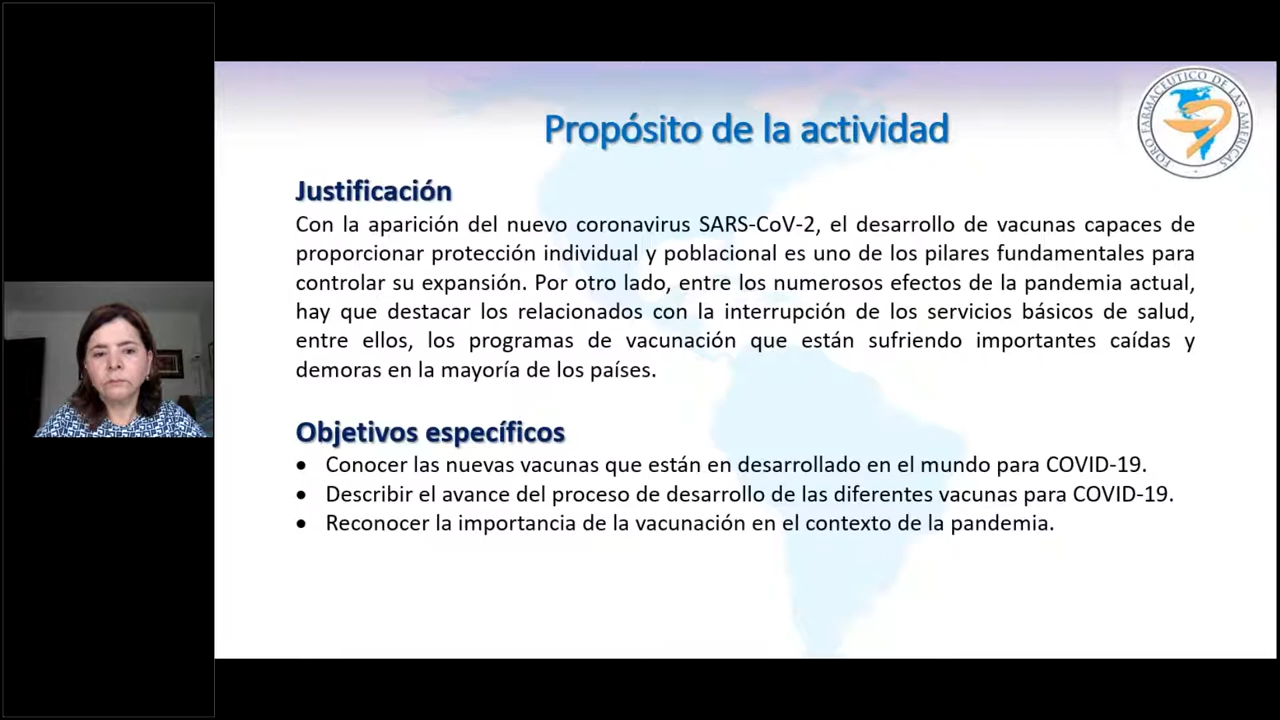 Propósito de la actividad
FORO FARMACEUTICO DE LAS AMERICAS
Justificación
Con la aparición del nuevo coronavirus SARS-CoV-2, el desarrollo de vacunas capaces de
proporcionar protección individual y poblacional es uno de los pilares fundamentales para
controlar su expansión. Por otro lado, entre los numerosos efectos de la pandemia actual,
hay que destacar los relacionados con la interrupción de los servicios básicos de salud,
entre ellos, los programas de vacunación que están sufriendo importantes caídas y
demoras en la mayoría de los países.
Objetivos específicos
• Conocer las nuevas vacunas que están en desarrollado en el mundo para COVID-19.
• Describir el avance del proceso de desarrollo de las diferentes vacunas para COVID-19.
• Reconocer la importancia de la vacunación en el contexto de la pandemia.